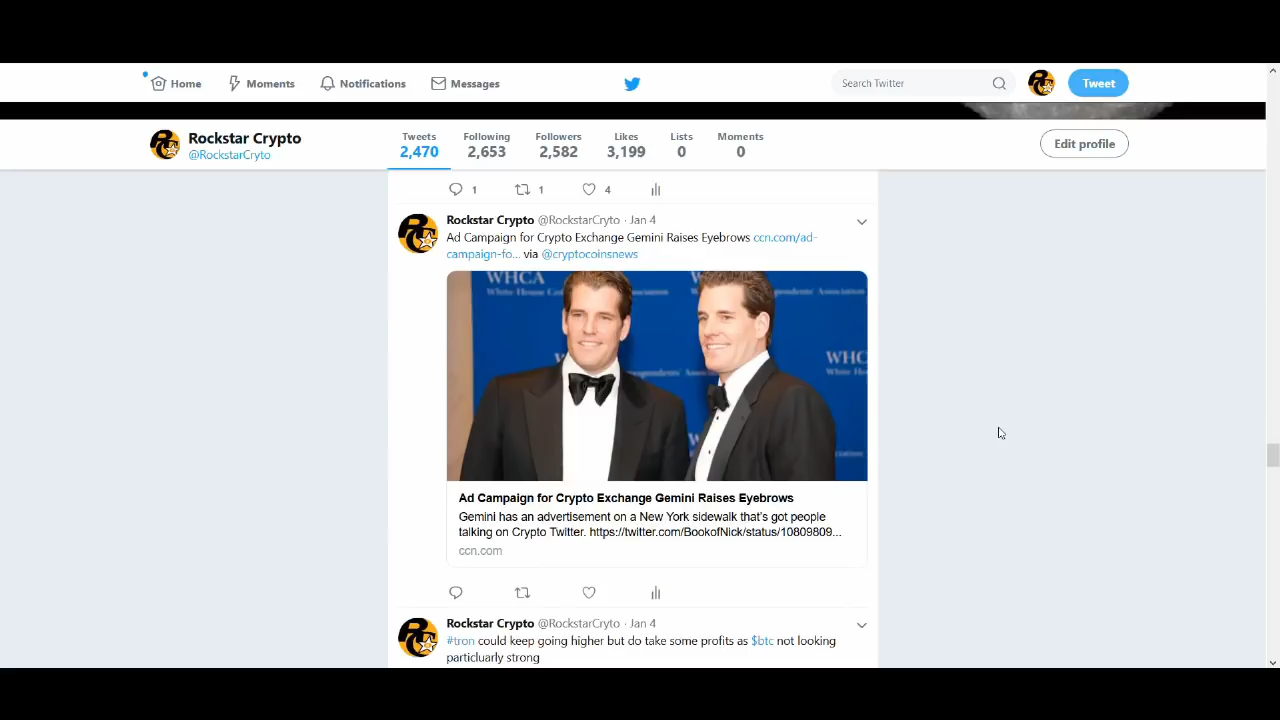 Home Moments Notifications Messages Search Twitter Tweet
Rockstar Crypto
@RockstarCryto
Tweets Following Followers Likes Lists Moments
2,470 2,653 2,582 3,199 0 0
Edit profile
1 1 4
Rockstar Crypto @RockstarCryto · Jan 4
Ad Campaign for Crypto Exchange Gemini Raises Eyebrows ccn.com/ad-
campaign-fo... via @cryptocoinsnews
WHCA
WHC
Ad Campaign for Crypto Exchange Gemini Raises Eyebrows
Gemini has an advertisement on a New York sidewalk that's got people
talking on Crypto Twitter. https://twitter.com/BookofNick/status/10809809...
ccn.com
Rockstar Crypto @RockstarCryto · Jan 4
#tron could keep going higher but do take some profits as $btc not looking
particluarly strong